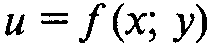 u = f (x; y)